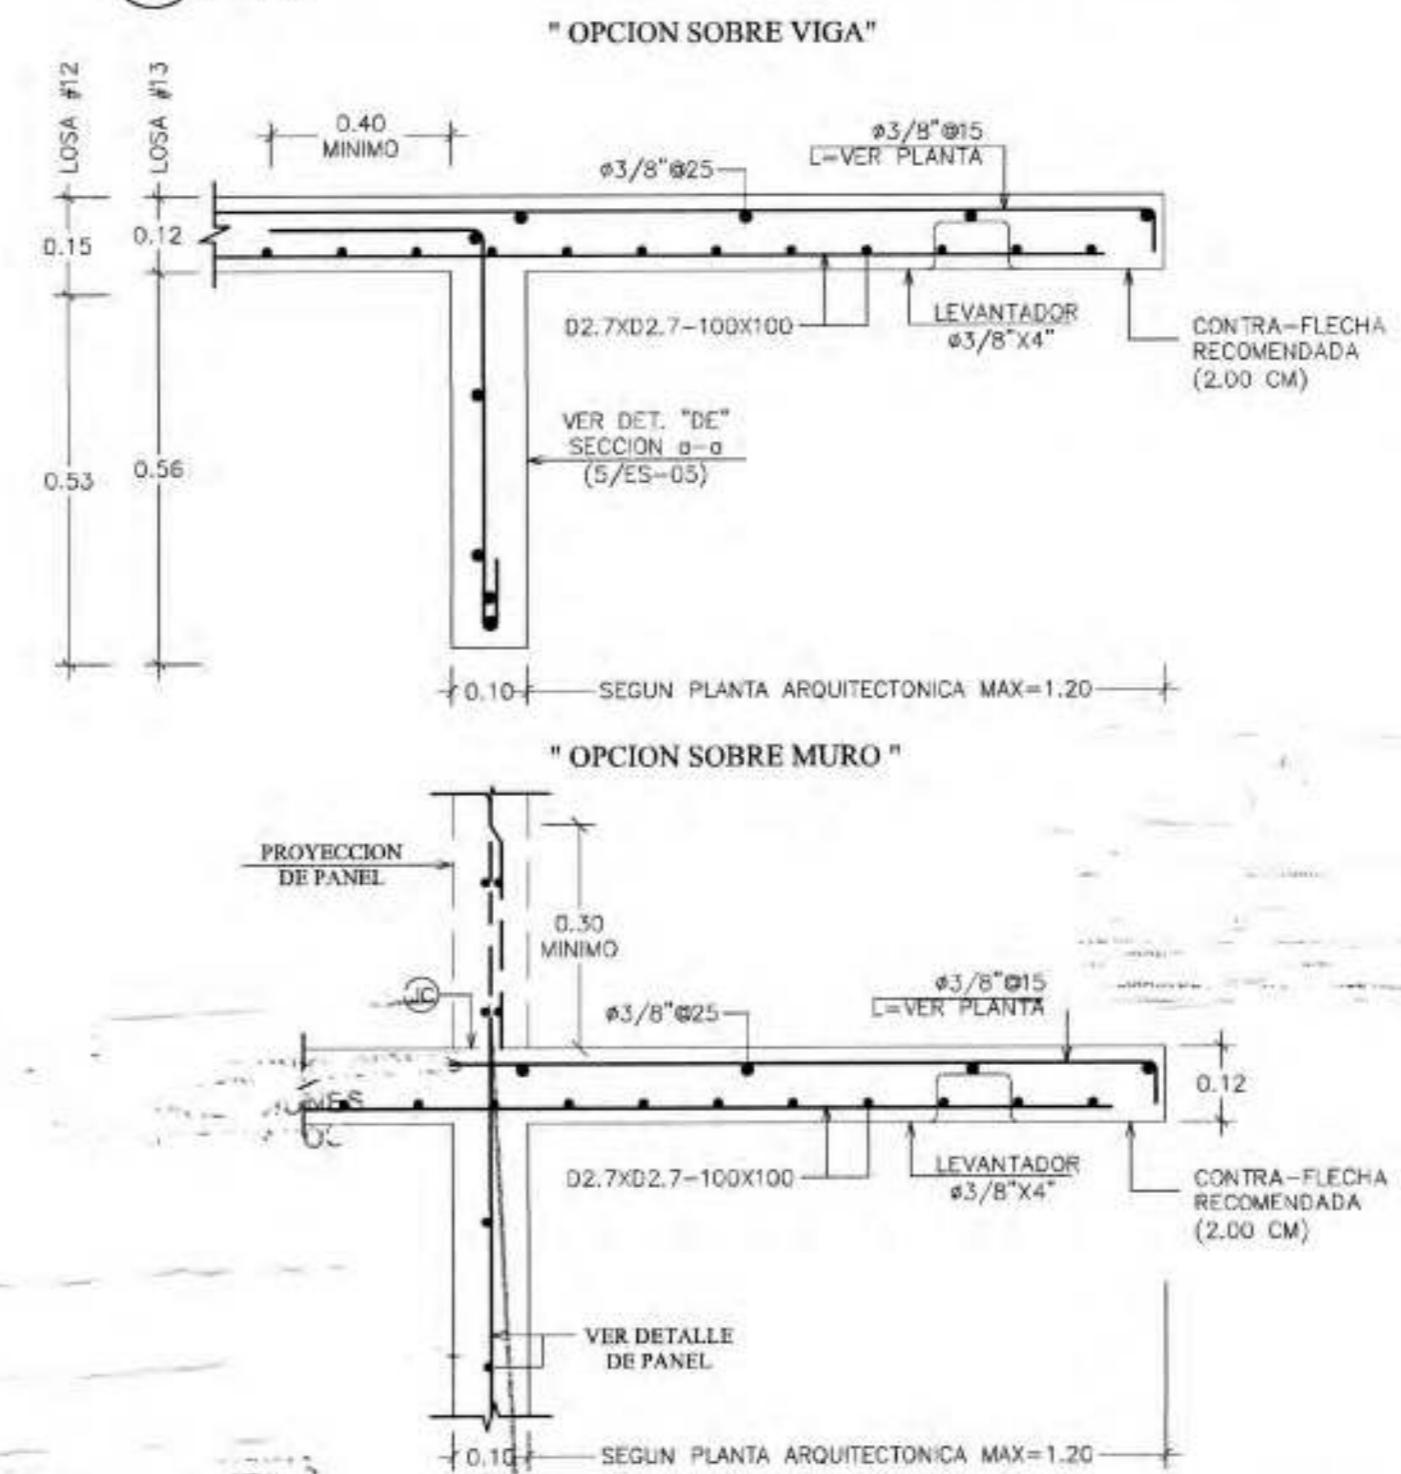 " OPCION SOBRE VIGA"
LOSA #12
LOSA #13
0.40
MINIMO
ø3/8"@25
ø3/8"@15
L=VER PLANTA
0.15
0.12
D2.7XD2.7-100X100
LEVANTADOR
ø3/8"X4"
CONTRA-FLECHA
RECOMENDADA
(2.00 CM)
VER DET. "DE"
SECCION a-a
(5/ES-03)
0.53
0.56
0.10
SEGUN PLANTA ARQUITECTONICA MAX=1.20
" OPCION SOBRE MURO "
PROYECCION
DE PANEL
0.30
MINIMO
JC
ø3/8"@25
ø3/8"@15
L=VER PLANTA
0.12
D2.7XD2.7-100X100
LEVANTADOR
ø3/8"X4"
CONTRA-FLECHA
RECOMENDADA
(2.00 CM)
VER DETALLE
DE PANEL
0.10
SEGUN PLANTA ARQUITECTONICA MAX=1.20